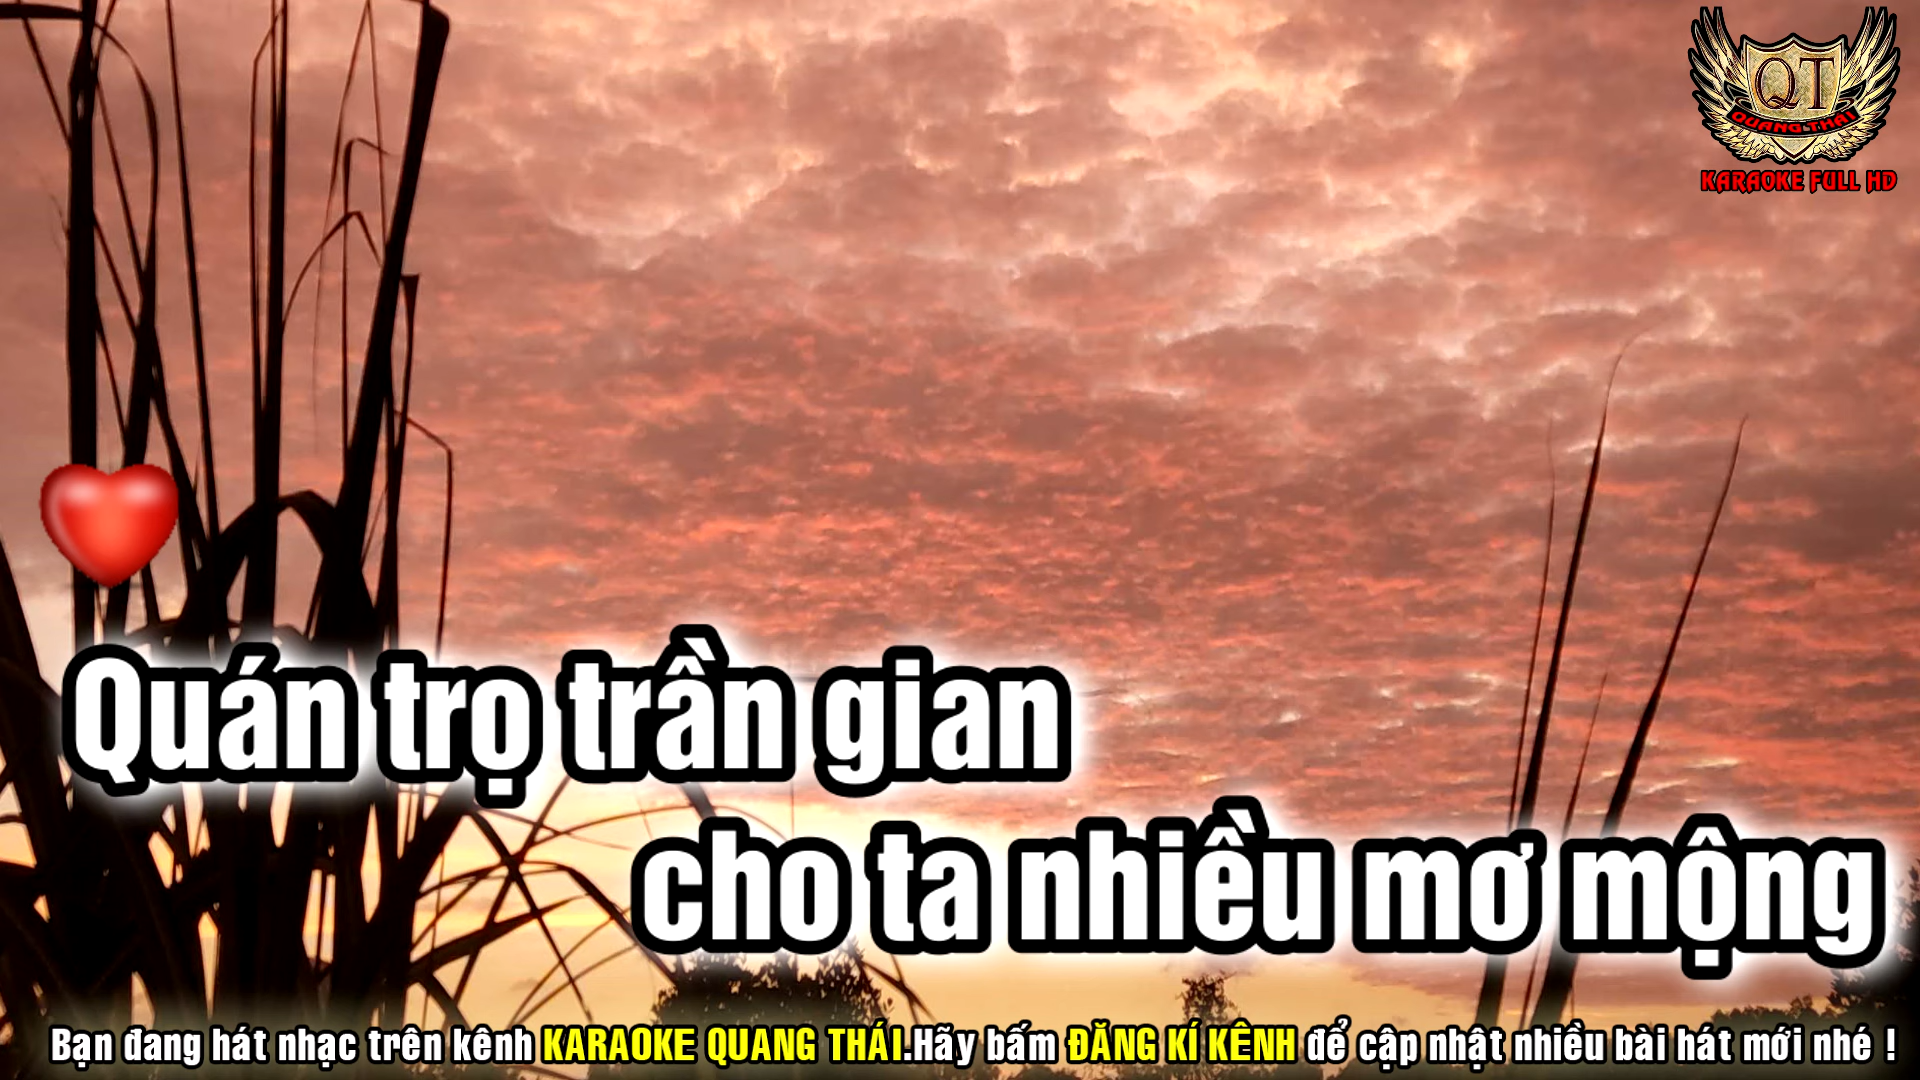 QT
QUANG THÁI
KARAOKE FULL HD
Quán trọ trần gian
cho ta nhiều mơ mộng
Bạn đang hát nhạc trên kênh KARAOKE QUANG THÁI.Hãy bấm ĐĂNG KÍ KÊNH để cập nhật nhiều bài hát mới nhé !